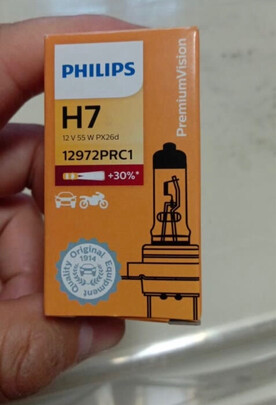 PHILIPS
H7
12 V 55 W PX26d
12972PRC1
+30%*
PremiumVision
Original
1914
Quality Equipment